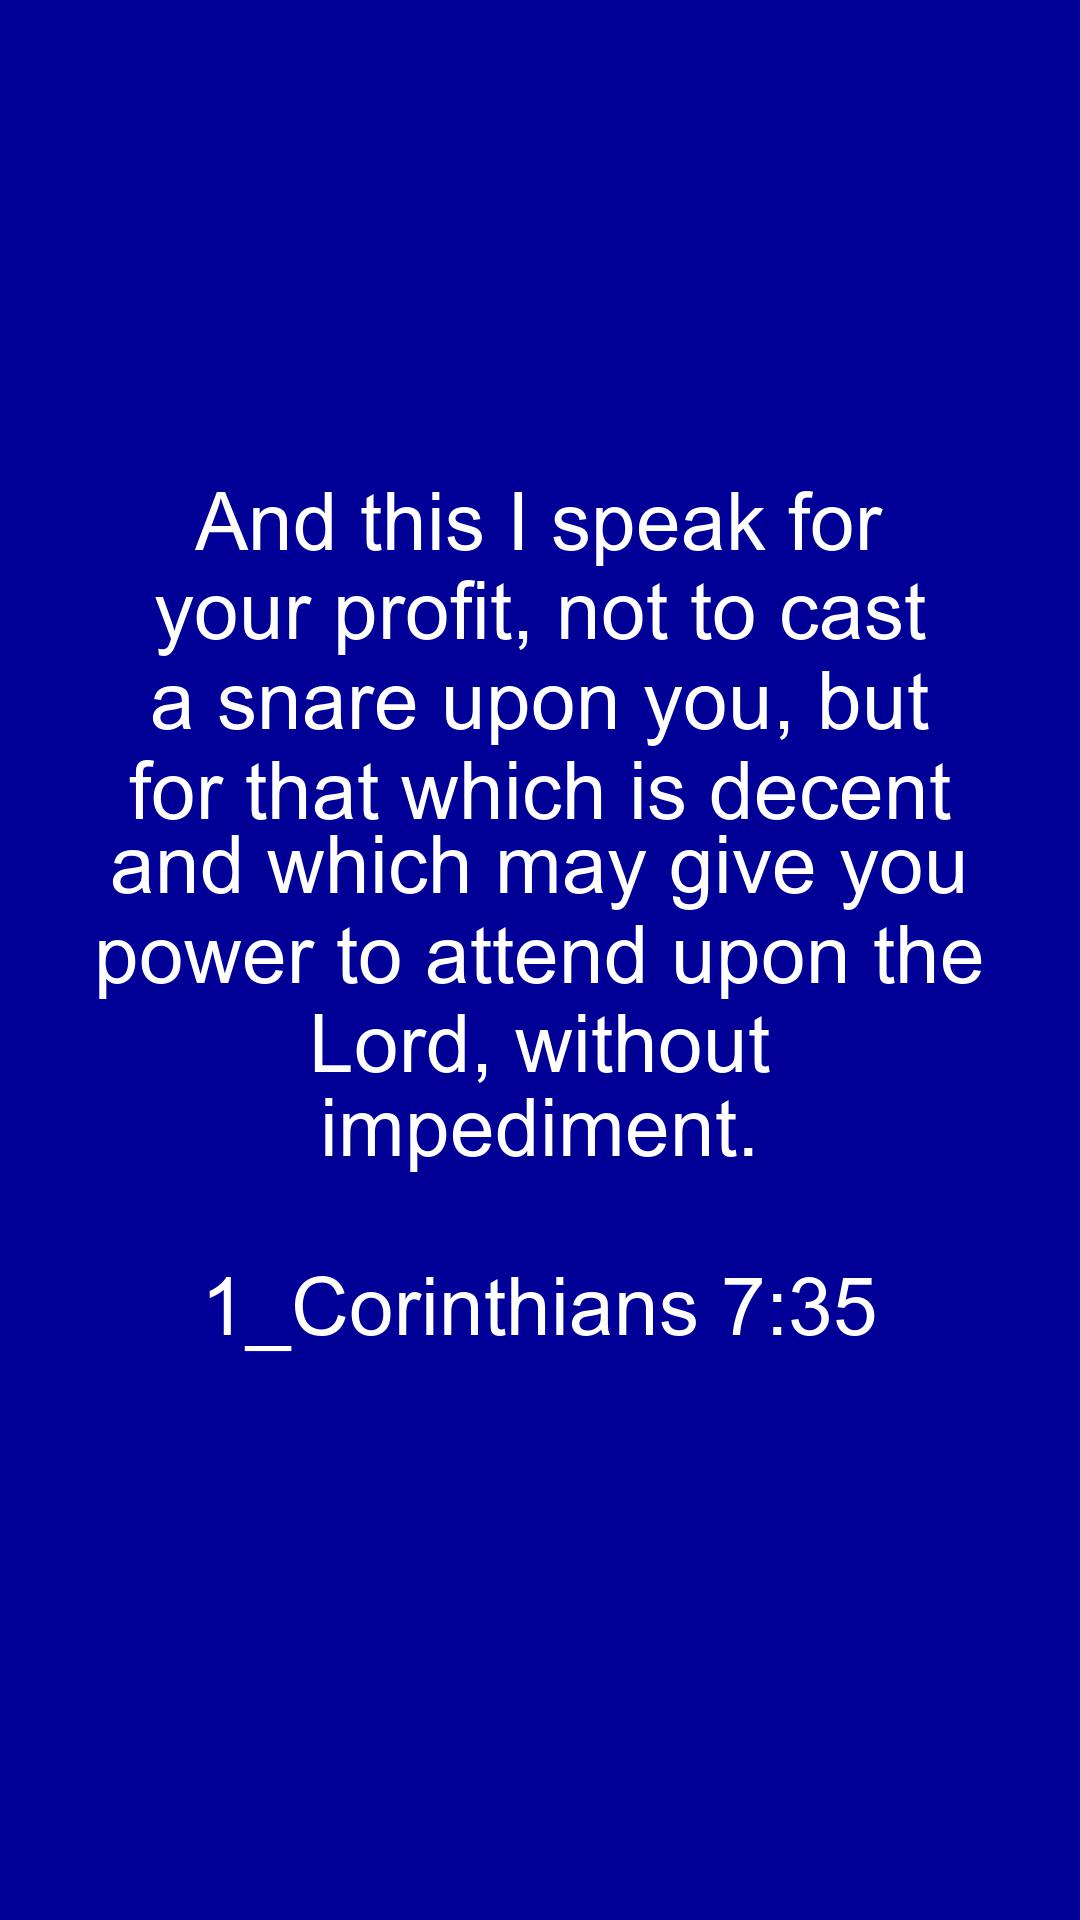 And this I speak for
your profit, not to cast
a snare upon you, but
for that which is decent
and which may give you
power to attend upon the
Lord, without
impediment.
1_Corinthians 7:35